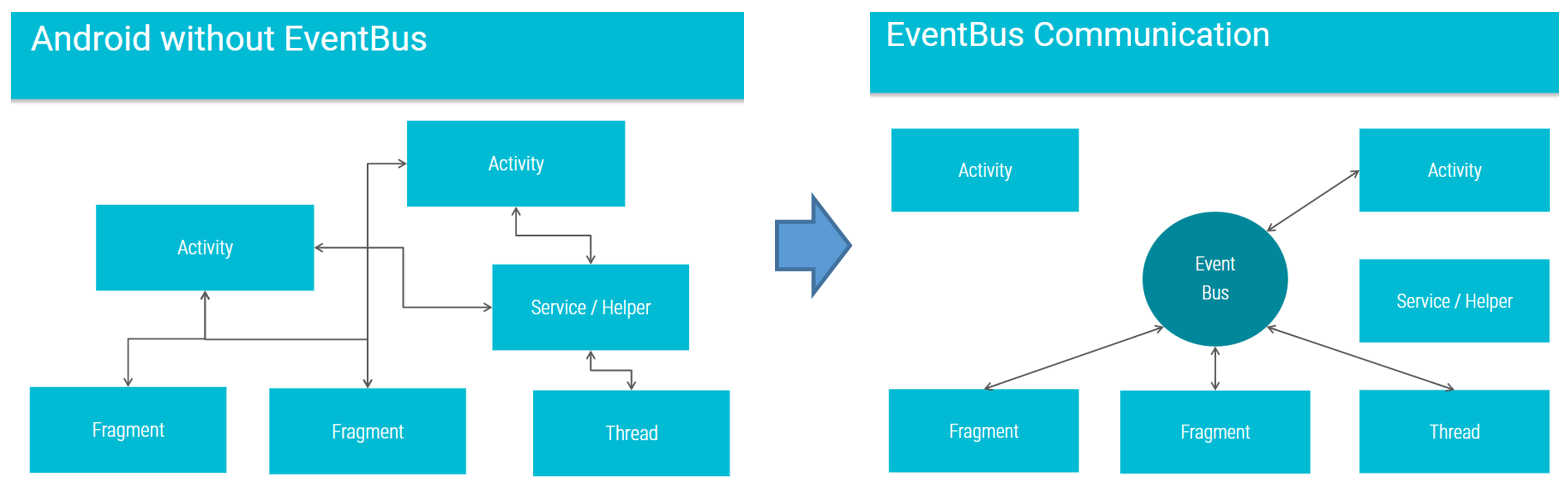 Android without EventBus
Activity
Activity
Service / Helper
Fragment
Fragment
Thread
EventBus Communication
Activity
Activity
Event
Bus
Service / Helper
Fragment
Fragment
Thread